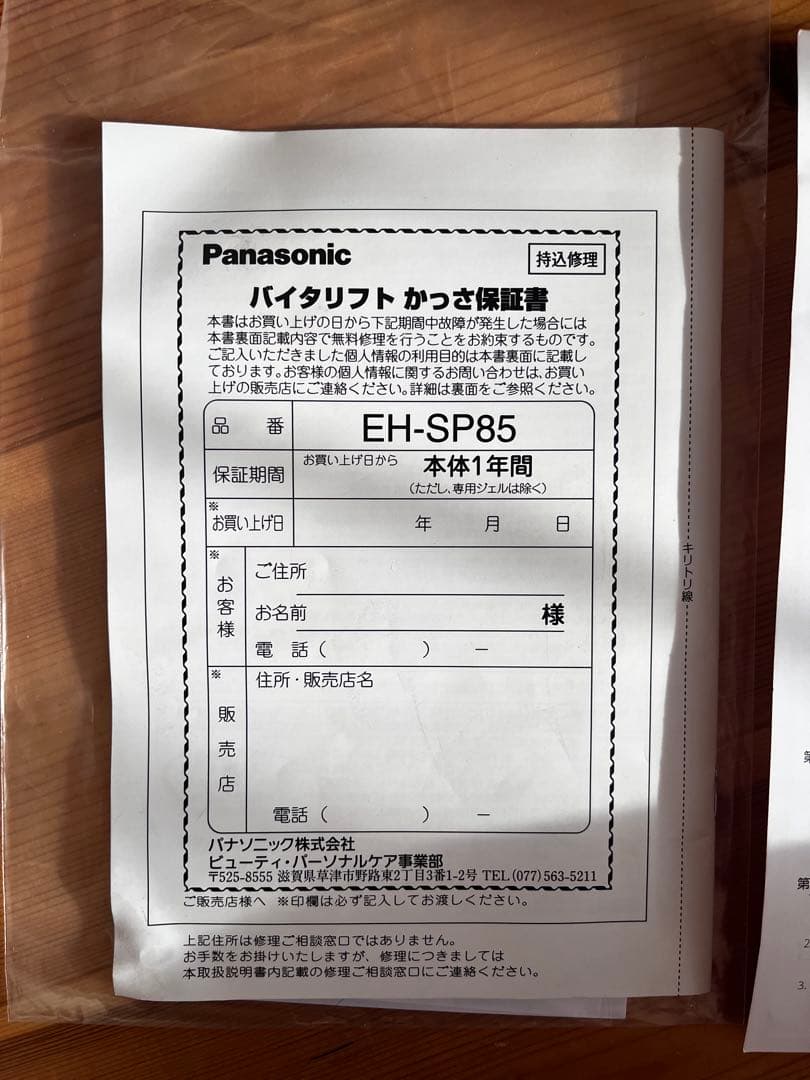 Panasonic
持込修理
バイタリフト かっさ保証書
本書はお買い上げの日から下記期間中故障が発生した場合には
本書裏面記載内容で無料修理を行うことをお約束するものです。
ご記入いただきました個人情報の利用目的は本書裏面に記載し
ております。お客様の個人情報に関するお問い合わせは、お買い
上げの販売店にご連絡ください。詳細は裏面をご参照ください。
品 番 EH-SP85
保証期間 お買い上げ日から 本体1年間
(ただし、専用ジェルは除く)
※お買い上げ日 年 月 日
※お客様
ご住所
お名前 様
電 話 ( ) −
※販売店
住所・販売店名
電話 ( ) −
パナソニック株式会社
ビューティ・パーソナルケア事業部
〒525-8555 滋賀県草津市野路東2丁目3番1-2号 TEL (077) 563-5211
ご販売店様へ ※印欄は必ず記入してお渡しください。
上記住所は修理ご相談窓口ではありません。
お手数をお掛けいたしますが、修理につきましては
本取扱説明書内記載の修理ご相談窓口にご連絡ください。
キリトリ線
第
第
2
3.